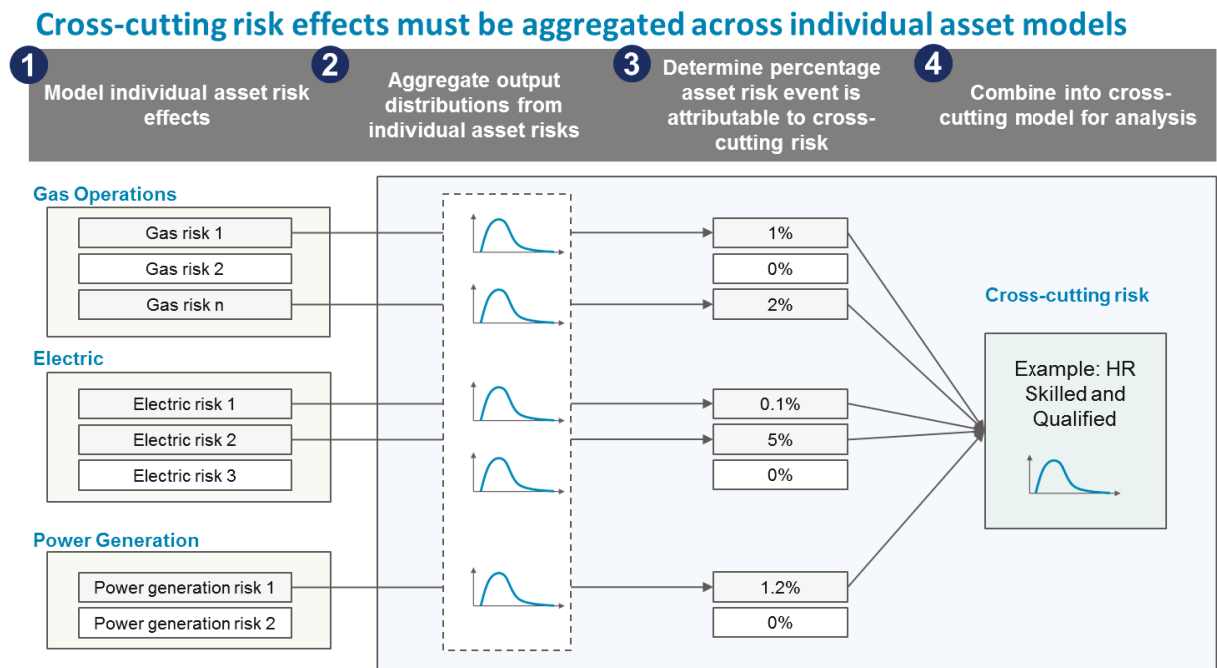 Cross-cutting risk effects must be aggregated across individual asset models
1
Model individual asset risk
effects
2
Aggregate output
distributions from
individual asset risks
3
Determine percentage
asset risk event is
attributable to cross-
cutting risk
4
Combine into cross-
cutting model for analysis
Gas Operations
Gas risk 1
Gas risk 2
Gas risk n
1%
0%
2%
Electric
Electric risk 1
Electric risk 2
Electric risk 3
0.1%
5%
0%
Power Generation
Power generation risk 1
Power generation risk 2
1.2%
0%
Cross-cutting risk
Example: HR
Skilled and
Qualified